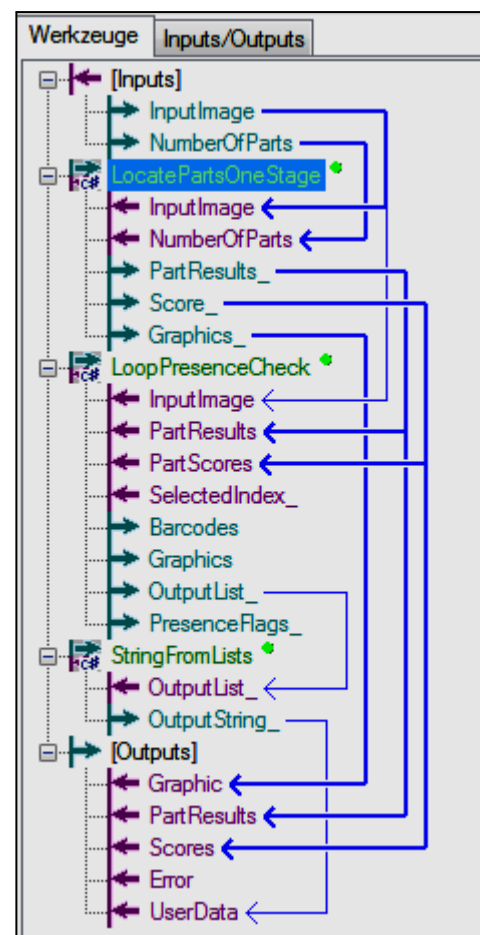 Werkzeuge Inputs/Outputs
[Inputs]
InputImage
NumberOfParts
c# LocatePartsOneStage
InputImage
NumberOfParts
PartResults_
Score_
Graphics_
c# LoopPresenceCheck
InputImage
PartResults
PartScores
SelectedIndex_
Barcodes
Graphics
OutputList_
PresenceFlags_
c# StringFromLists
OutputList_
OutputString_
[Outputs]
Graphic
PartResults
Scores
Error
UserData